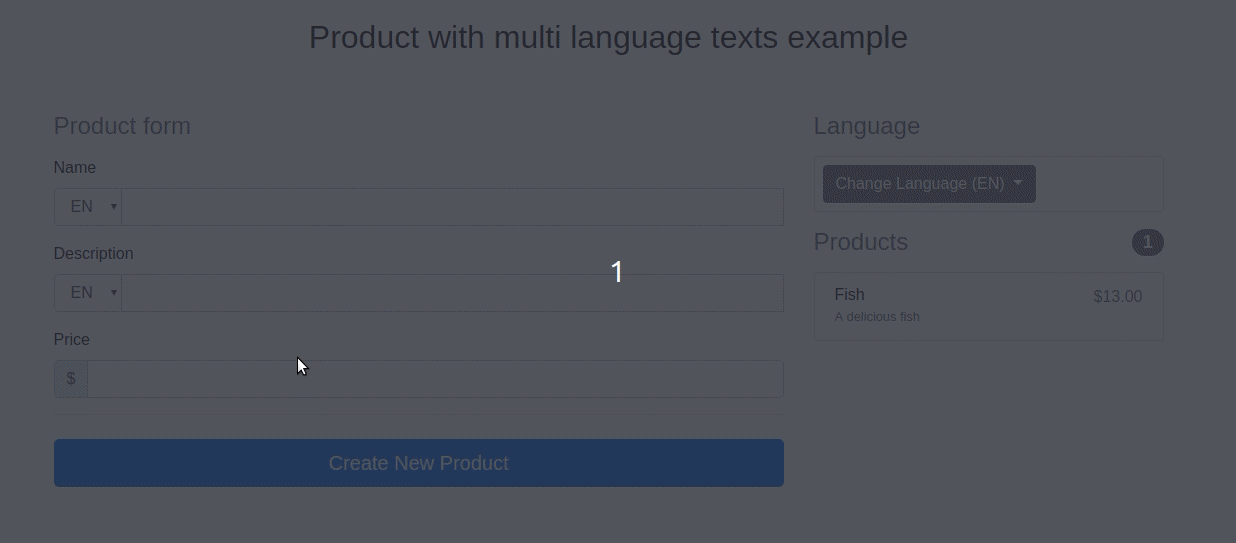 Product with multi language texts example
Product form
Name
EN
Description
EN
Price
$
Create New Product
1
Language
Change Language (EN)
Products 1
Fish $13.00
A delicious fish